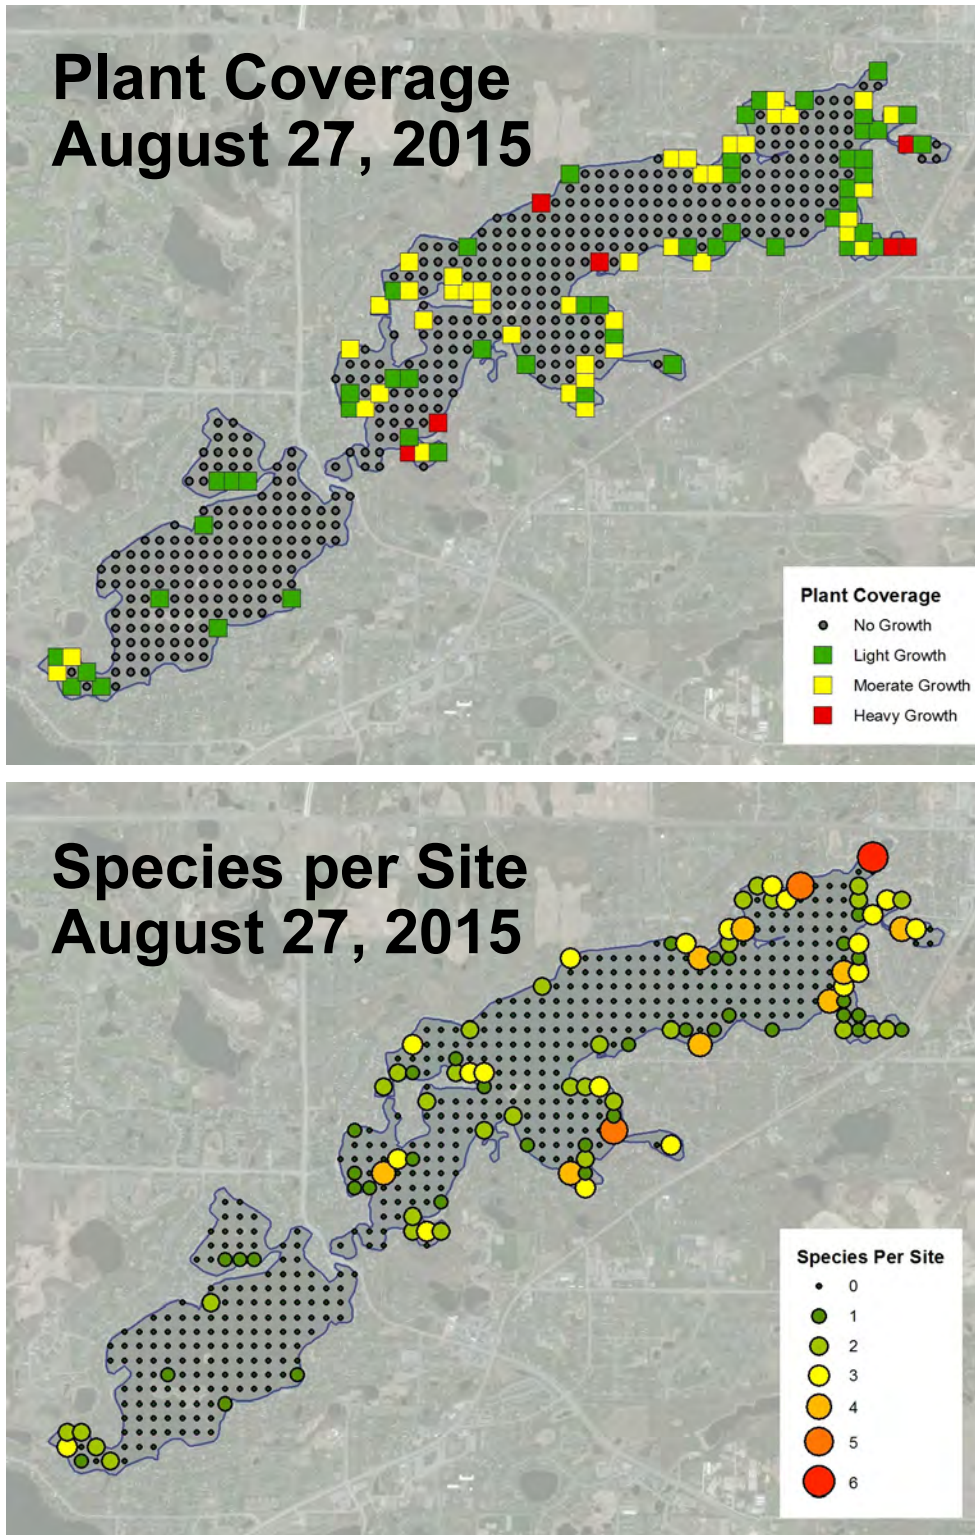 Plant Coverage
August 27, 2015
Plant Coverage
No Growth
Light Growth
Moerate Growth
Heavy Growth
Species per Site
August 27, 2015
Species Per Site
0
1
2
3
4
5
6